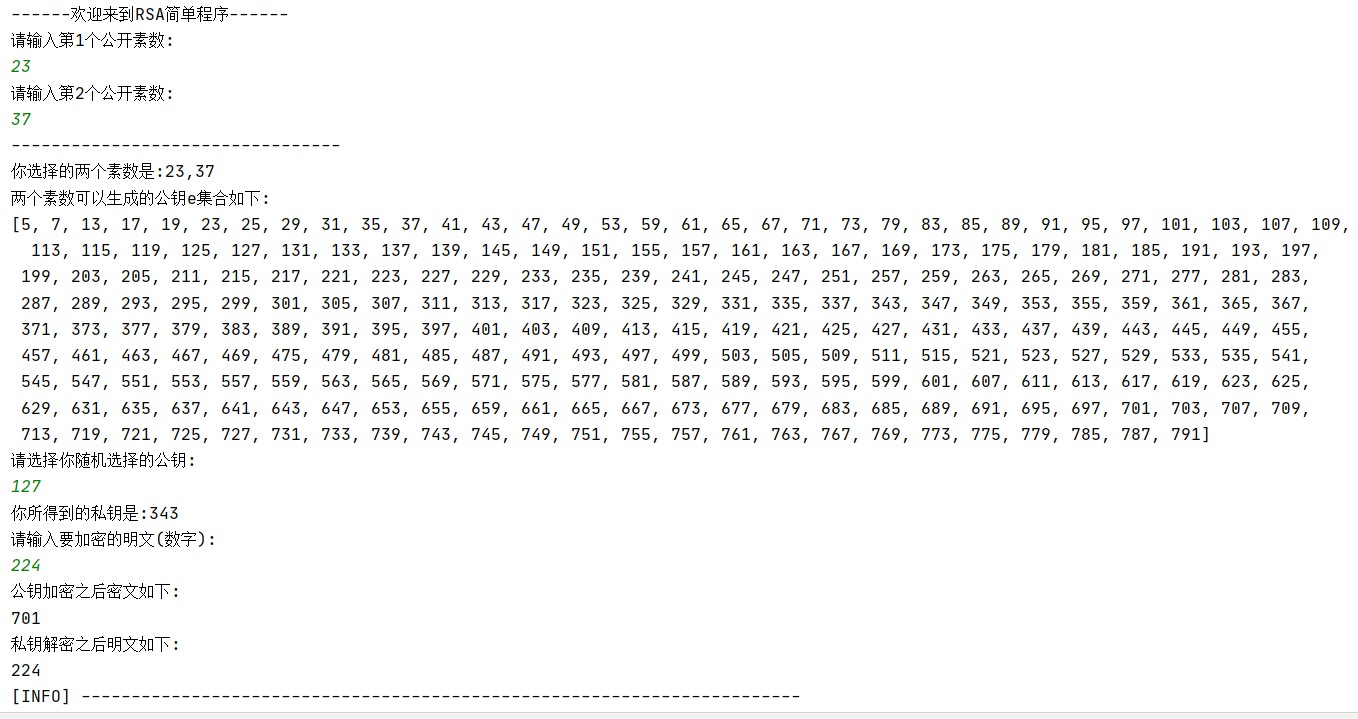 ------欢迎来到RSA简单程序------
请输入第1个公开素数:
23
请输入第2个公开素数:
37
---------------------------------
你选择的两个素数是:23,37
两个素数可以生成的公钥e集合如下:
[5, 7, 13, 17, 19, 23, 25, 29, 31, 35, 37, 41, 43, 47, 49, 53, 59, 61, 65, 67, 71, 73, 79, 83, 85, 89, 91, 95, 97, 101, 103, 107, 109,
113, 115, 119, 125, 127, 131, 133, 137, 139, 145, 149, 151, 155, 157, 161, 163, 167, 169, 173, 175, 179, 181, 185, 191, 193, 197,
199, 203, 205, 211, 215, 217, 221, 223, 227, 229, 233, 235, 239, 241, 245, 247, 251, 257, 259, 263, 265, 269, 271, 277, 281, 283,
287, 289, 293, 295, 299, 301, 305, 307, 311, 313, 317, 323, 325, 329, 331, 335, 337, 343, 347, 349, 353, 355, 359, 361, 365, 367,
371, 373, 377, 379, 383, 389, 391, 395, 397, 401, 403, 409, 413, 415, 419, 421, 425, 427, 431, 433, 437, 439, 443, 445, 449, 455,
457, 461, 463, 467, 469, 475, 479, 481, 485, 487, 491, 493, 497, 499, 503, 505, 509, 511, 515, 521, 523, 527, 529, 533, 535, 541,
545, 547, 551, 553, 557, 559, 563, 565, 569, 571, 575, 577, 581, 587, 589, 593, 595, 599, 601, 607, 611, 613, 617, 619, 623, 625,
629, 631, 635, 637, 641, 643, 647, 653, 655, 659, 661, 665, 667, 673, 677, 679, 683, 685, 689, 691, 695, 697, 701, 703, 707, 709,
713, 719, 721, 725, 727, 731, 733, 739, 743, 745, 749, 751, 755, 757, 761, 763, 767, 769, 773, 775, 779, 785, 787, 791]
请选择你随机选择的公钥:
127
你所得到的私钥是:343
请输入要加密的明文(数字):
224
公钥加密之后密文如下:
701
私钥解密之后明文如下:
224
[INFO] ------------------------------------------------------------------------